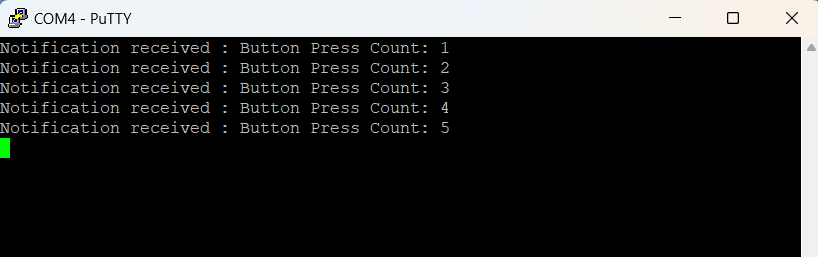 COM4 - PuTTY
Notification received : Button Press Count: 1
Notification received : Button Press Count: 2
Notification received : Button Press Count: 3
Notification received : Button Press Count: 4
Notification received : Button Press Count: 5